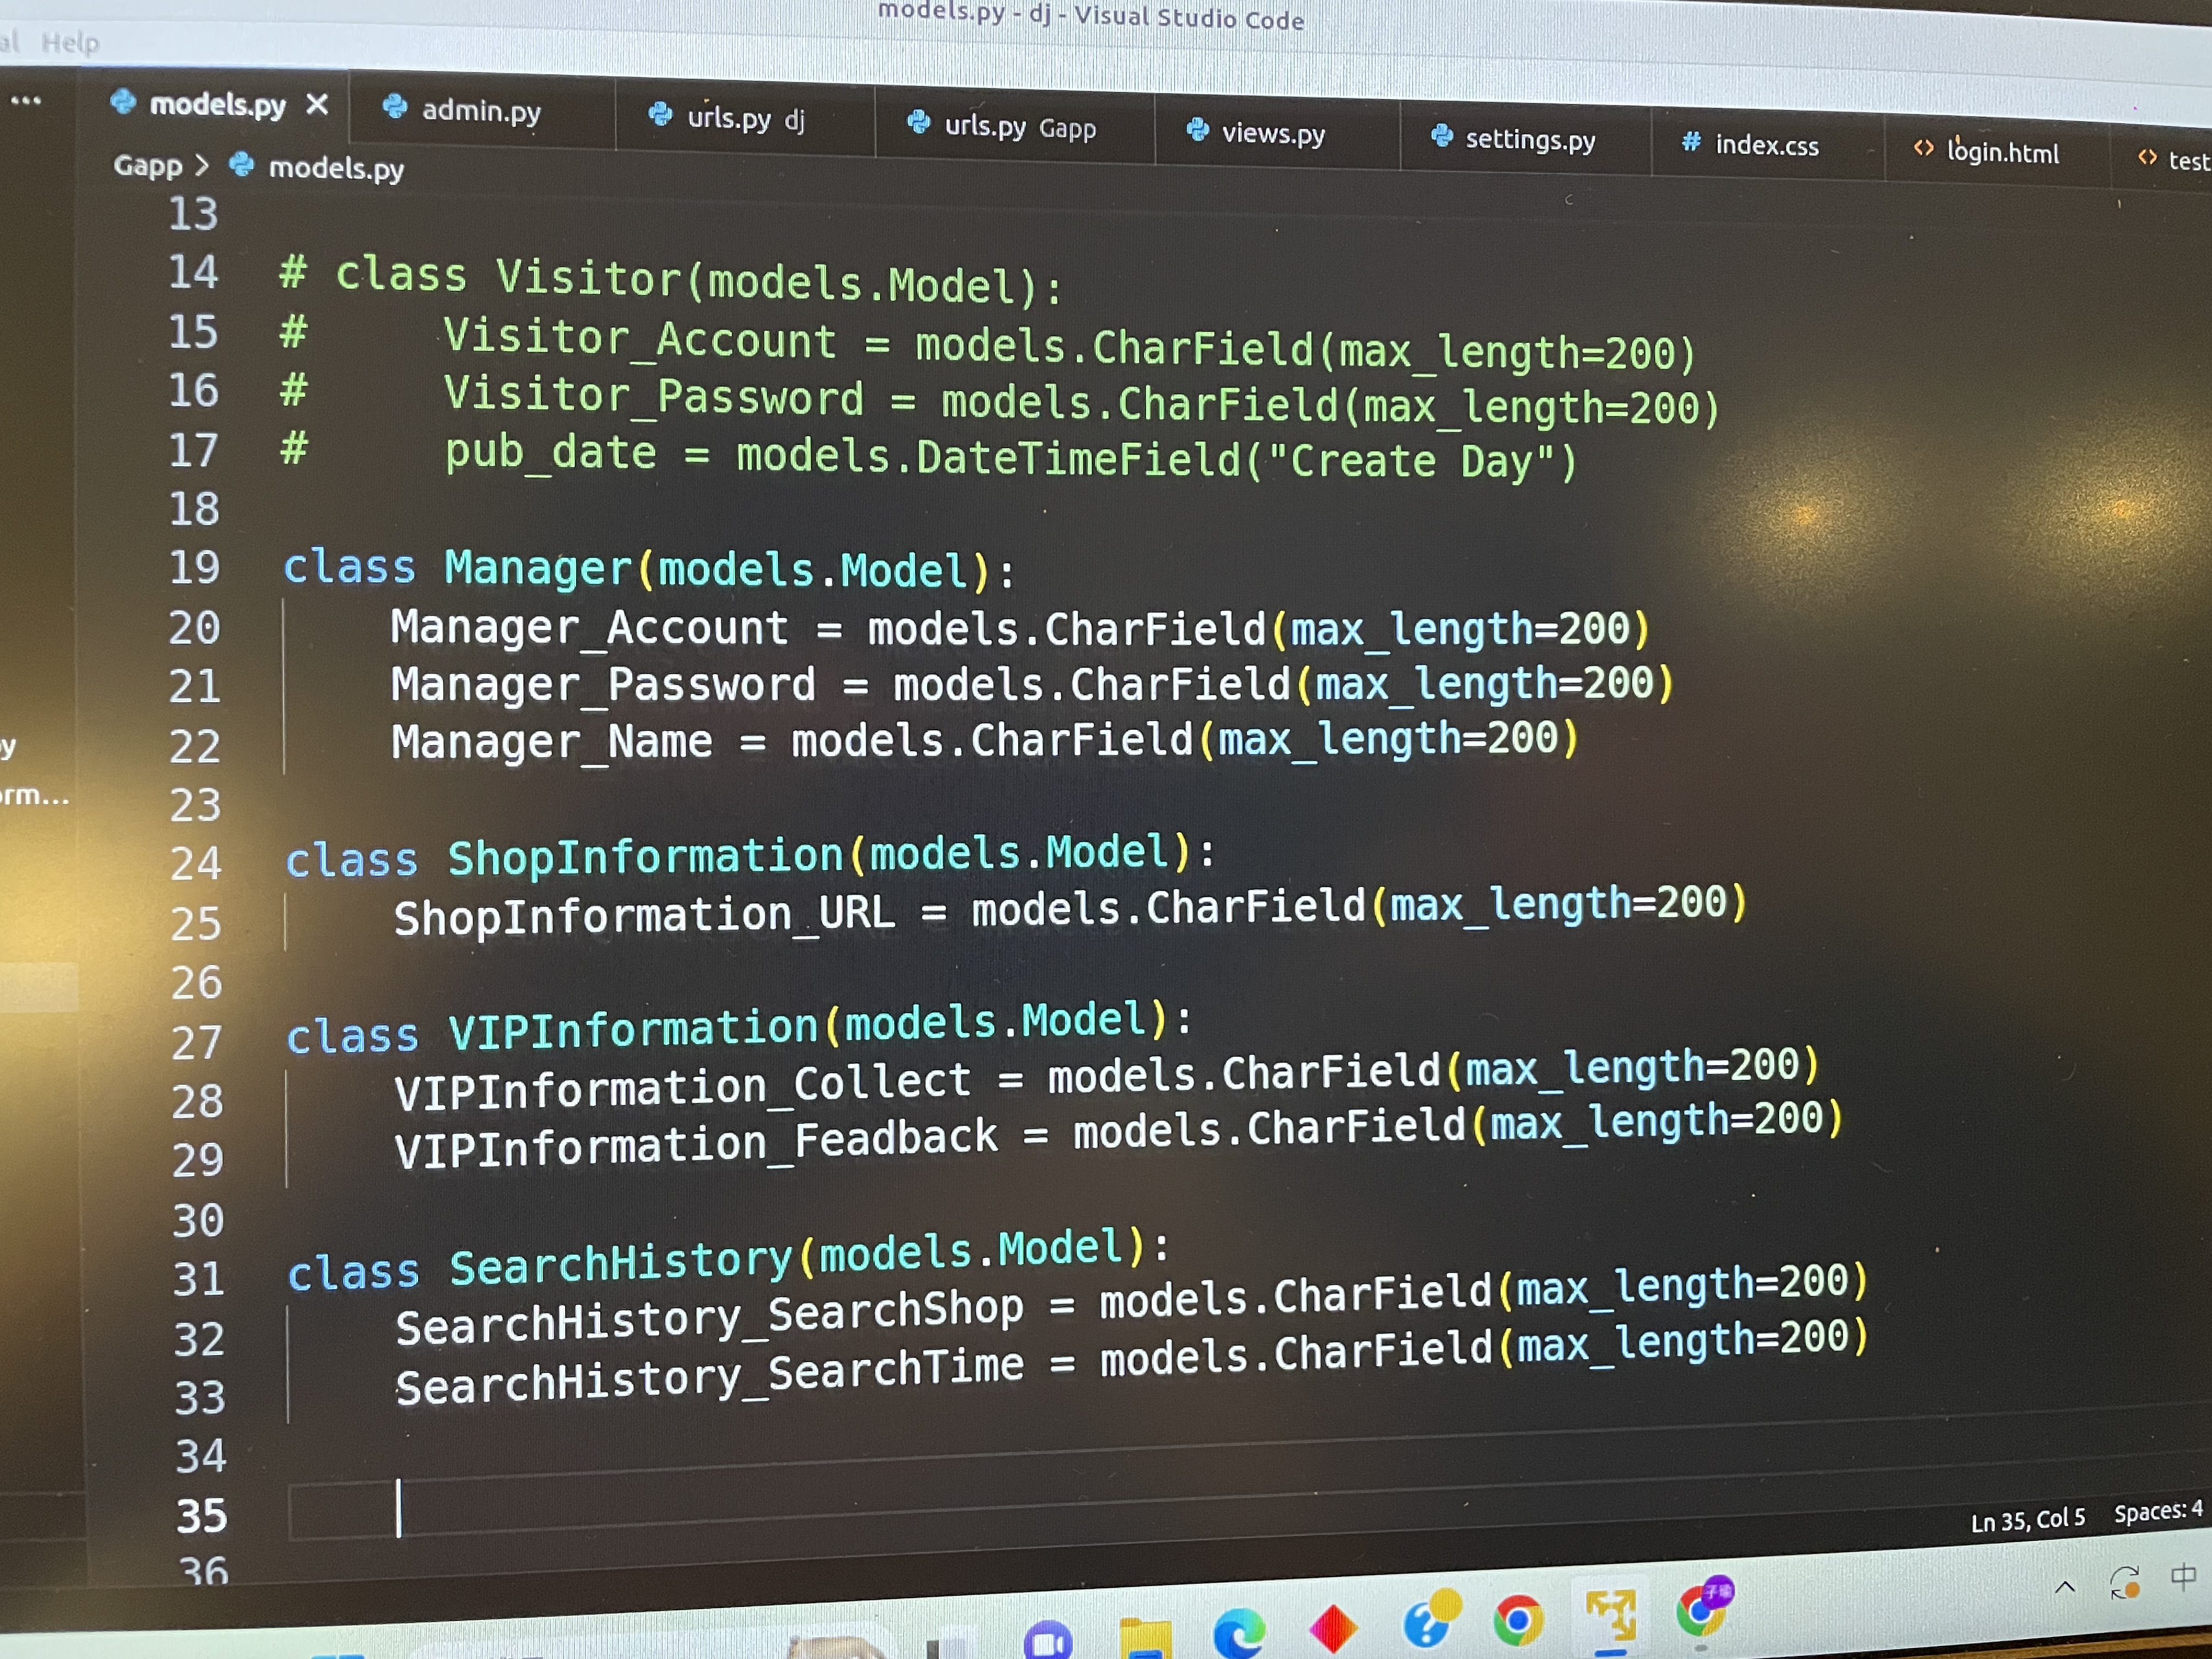 models.py - dj - Visual Studio Code
al Help
models.py
admin.py
urls.py dj
urls.py Gapp
views.py
settings.py
# index.css
<> login.html
<> test
Gapp > models.py
13
14 # class Visitor(models.Model):
15 #     Visitor_Account = models.CharField(max_length=200)
16 #     Visitor_Password = models.CharField(max_length=200)
17 #     pub_date = models.DateTimeField("Create Day")
18
19 class Manager(models.Model):
20     Manager_Account = models.CharField(max_length=200)
21     Manager_Password = models.CharField(max_length=200)
22     Manager_Name = models.CharField(max_length=200)
23
24 class ShopInformation(models.Model):
25     ShopInformation_URL = models.CharField(max_length=200)
26
27 class VIPInformation(models.Model):
28     VIPInformation_Collect = models.CharField(max_length=200)
29     VIPInformation_Feadback = models.CharField(max_length=200)
30
31 class SearchHistory(models.Model):
32     SearchHistory_SearchShop = models.CharField(max_length=200)
33     SearchHistory_SearchTime = models.CharField(max_length=200)
34
35
36
y
orm...
Ln 35, Col 5 Spaces: 4
子瑜
中